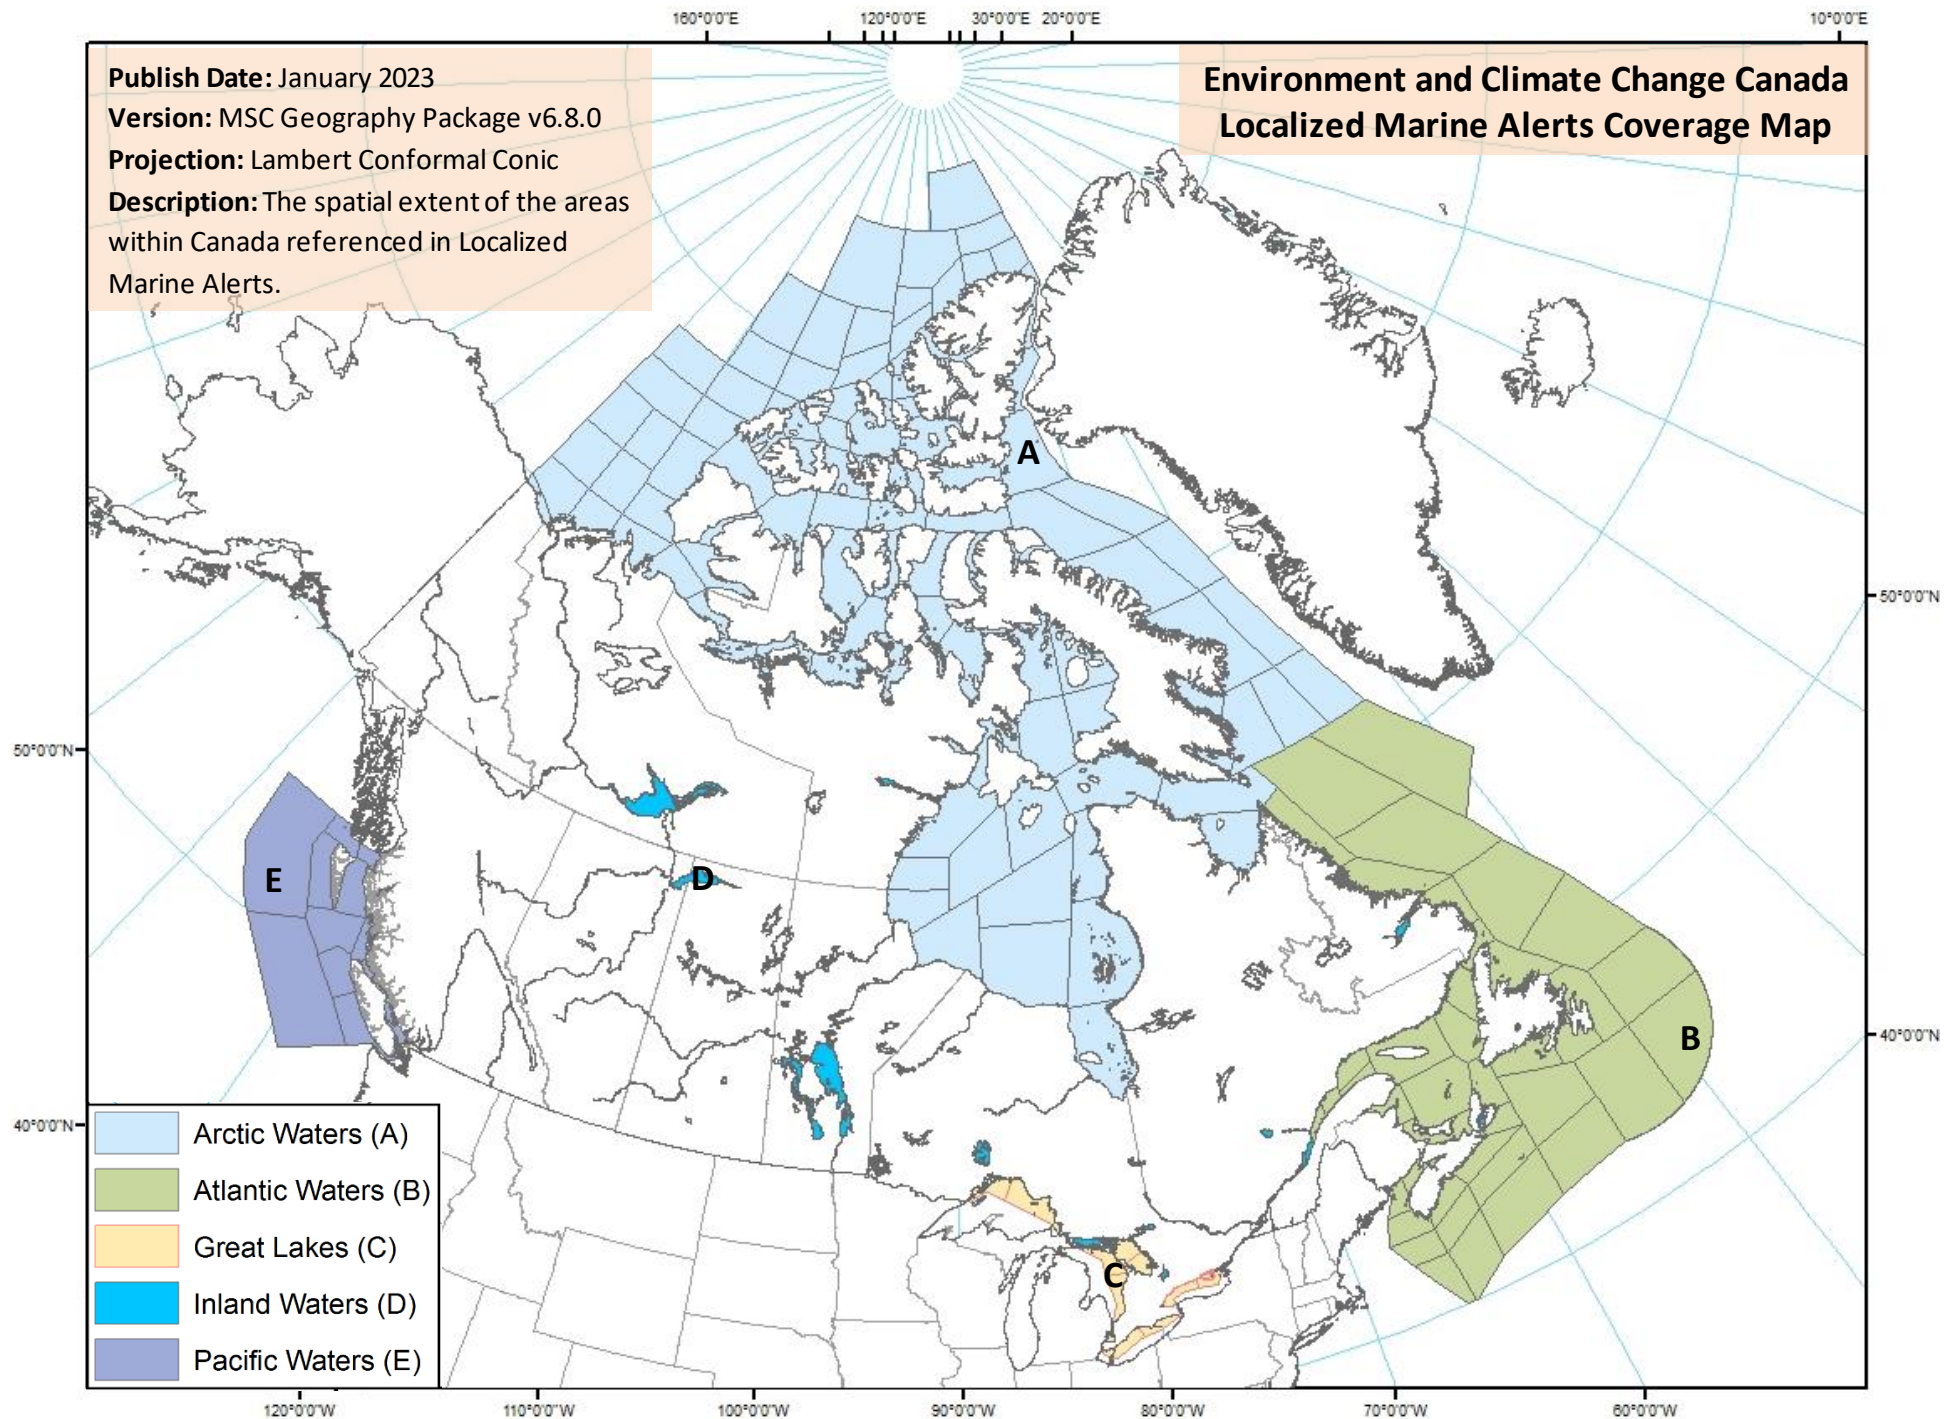 160°0'0"E 120°0'0"E 30°0'0"E 20°0'0"E 10°0'0"E
Publish Date: January 2023
Version: MSC Geography Package v6.8.0
Projection: Lambert Conformal Conic
Description: The spatial extent of the areas
within Canada referenced in Localized
Marine Alerts.
Environment and Climate Change Canada
Localized Marine Alerts Coverage Map
A
50°0'0"N
50°0'0"N
E
D
B
40°0'0"N
40°0'0"N
C
Arctic Waters (A)
Atlantic Waters (B)
Great Lakes (C)
Inland Waters (D)
Pacific Waters (E)
120°0'0"W 110°0'0"W 100°0'0"W 90°0'0"W 80°0'0"W 70°0'0"W 60°0'0"W